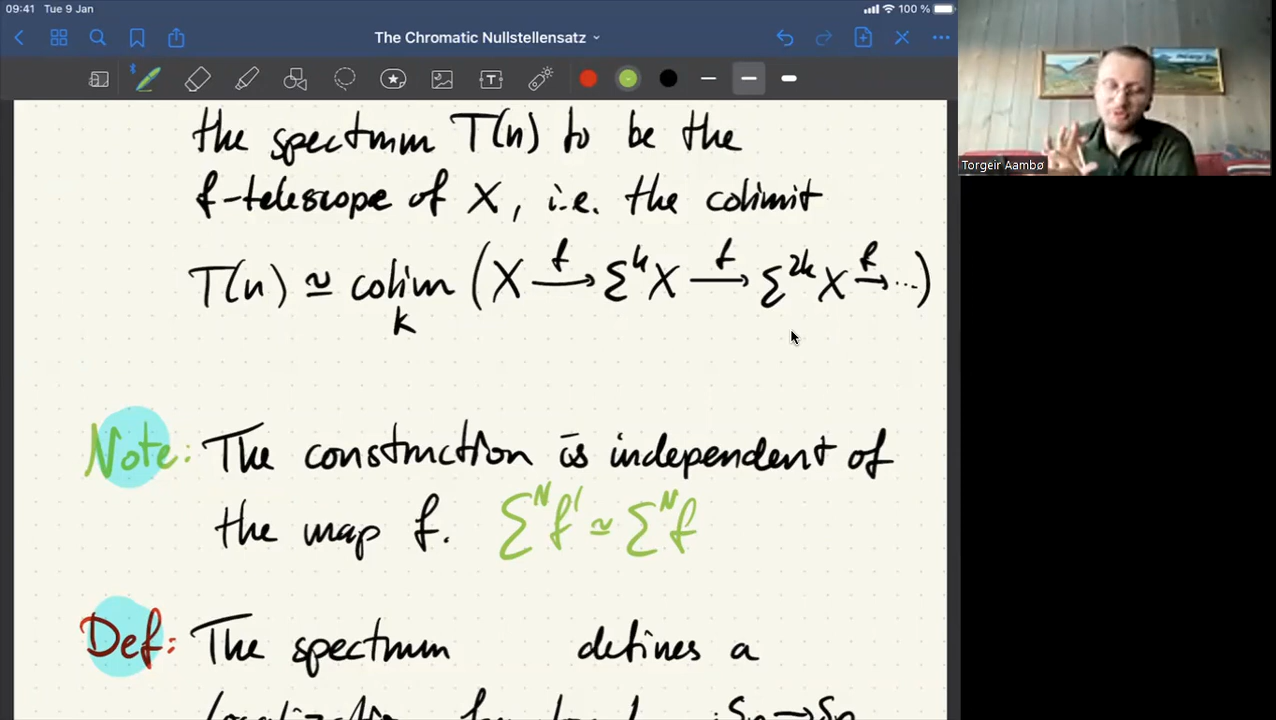 09:41 Tue 9 Jan 100 %
The Chromatic Nullstellensatz
Torgeir Aambø
the spectrum T(n) to be the
f-telescope of X, i.e. the colimit
T(n) ≃ colim (X →f Σ^k X →f Σ^2k X →f ...)
k
Note: The construction is independent of
the map f. Σ^N f' ≃ Σ^N f
Def: The spectrum defines a